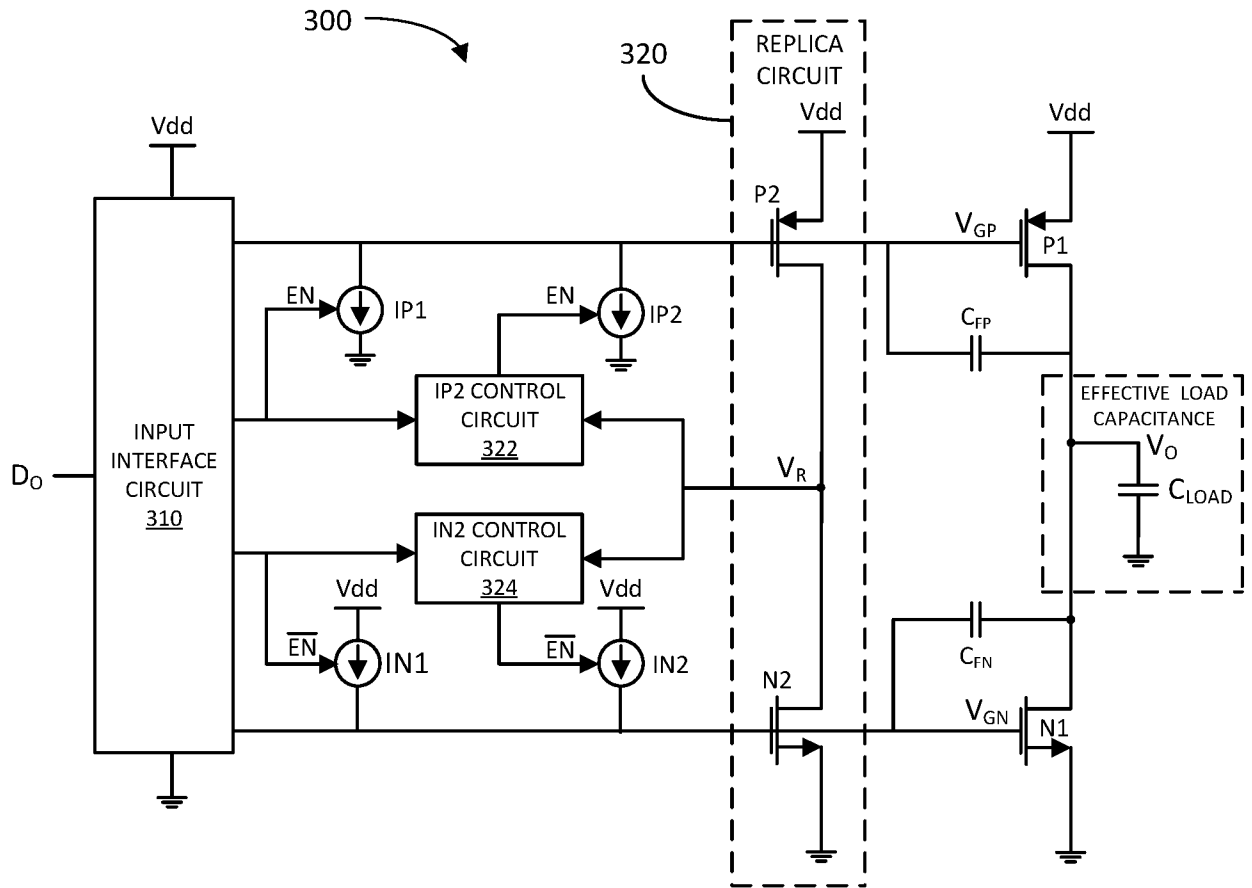 300
320
REPLICA
CIRCUIT
Vdd
Vdd
Vdd
P2
V_GP
P1
EN
IP1
EN
IP2
C_FP
IP2 CONTROL
CIRCUIT
322
EFFECTIVE LOAD
CAPACITANCE
INPUT
INTERFACE
CIRCUIT
310
D_O
V_R
V_O
C_LOAD
IN2 CONTROL
CIRCUIT
324
Vdd
Vdd
E̅N̅
IN1
E̅N̅
IN2
C_FN
N2
V_GN
N1